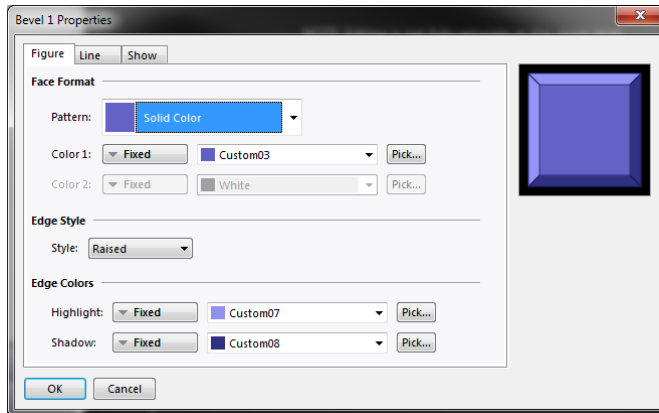 Bevel 1 Properties
Figure Line Show
Face Format
Pattern: Solid Color
Color 1: Fixed Custom03 Pick...
Color 2: Fixed White Pick...
Edge Style
Style: Raised
Edge Colors
Highlight: Fixed Custom07 Pick...
Shadow: Fixed Custom08 Pick...
OK Cancel